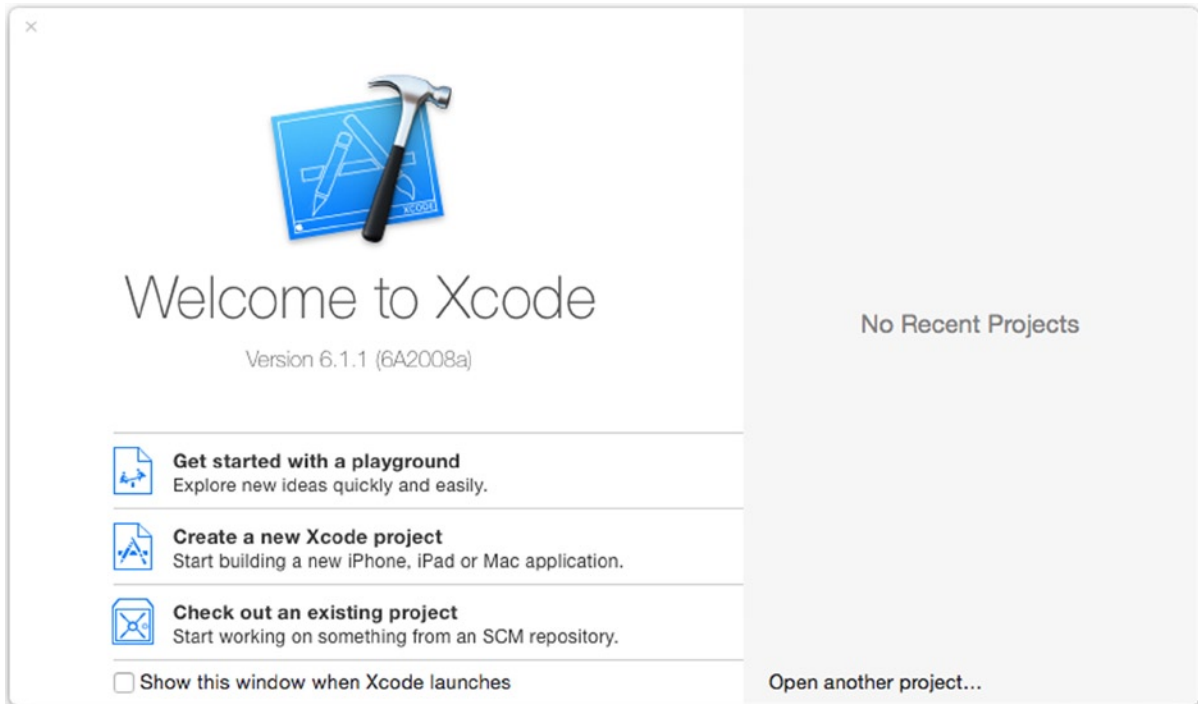 XCODE
Welcome to Xcode
Version 6.1.1 (6A2008a)
Get started with a playground
Explore new ideas quickly and easily.
Create a new Xcode project
Start building a new iPhone, iPad or Mac application.
Check out an existing project
Start working on something from an SCM repository.
Show this window when Xcode launches
No Recent Projects
Open another project...